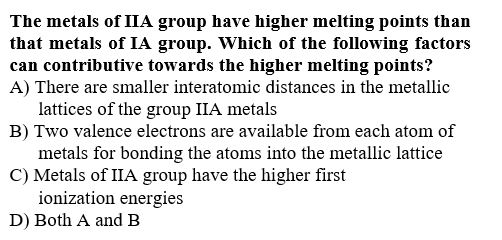 The metals of IIA group have higher melting points than
that metals of IA group. Which of the following factors
can contributive towards the higher melting points?
A) There are smaller interatomic distances in the metallic
lattices of the group IIA metals
B) Two valence electrons are available from each atom of
metals for bonding the atoms into the metallic lattice
C) Metals of IIA group have the higher first
ionization energies
D) Both A and B